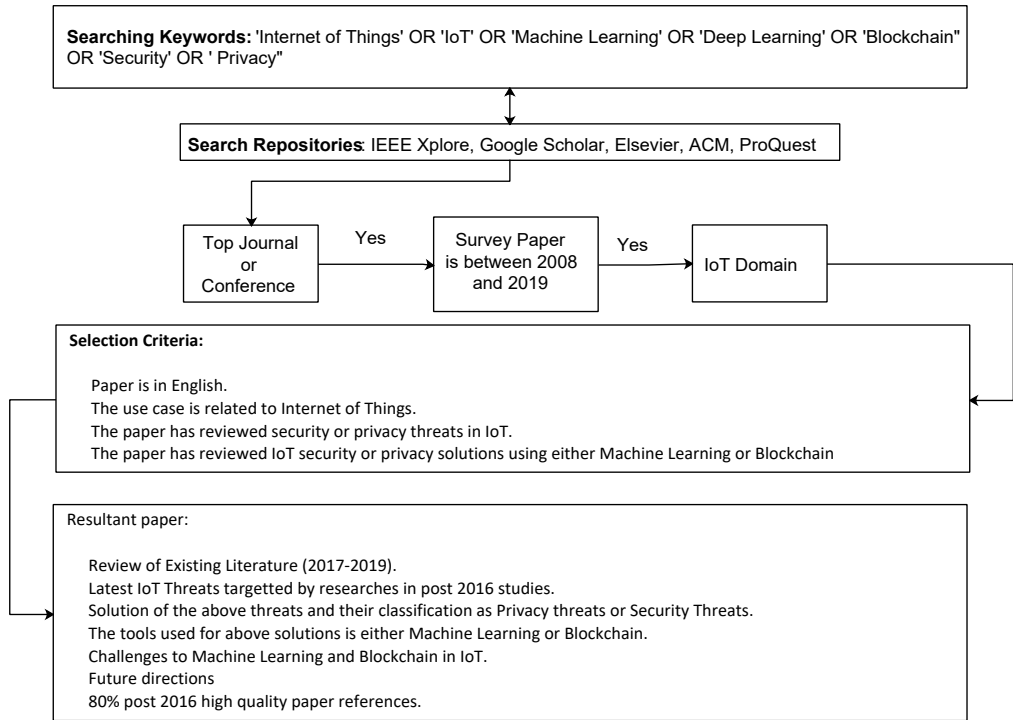 Searching Keywords: 'Internet of Things' OR 'IoT' OR 'Machine Learning' OR 'Deep Learning' OR 'Blockchain"
OR 'Security' OR ' Privacy"
Search Repositories: IEEE Xplore, Google Scholar, Elsevier, ACM, ProQuest
Top Journal
or
Conference
Yes
Survey Paper
is between 2008
and 2019
Yes
IoT Domain
Selection Criteria:
Paper is in English.
The use case is related to Internet of Things.
The paper has reviewed security or privacy threats in IoT.
The paper has reviewed IoT security or privacy solutions using either Machine Learning or Blockchain
Resultant paper:
Review of Existing Literature (2017-2019).
Latest IoT Threats targetted by researches in post 2016 studies.
Solution of the above threats and their classification as Privacy threats or Security Threats.
The tools used for above solutions is either Machine Learning or Blockchain.
Challenges to Machine Learning and Blockchain in IoT.
Future directions
80% post 2016 high quality paper references.